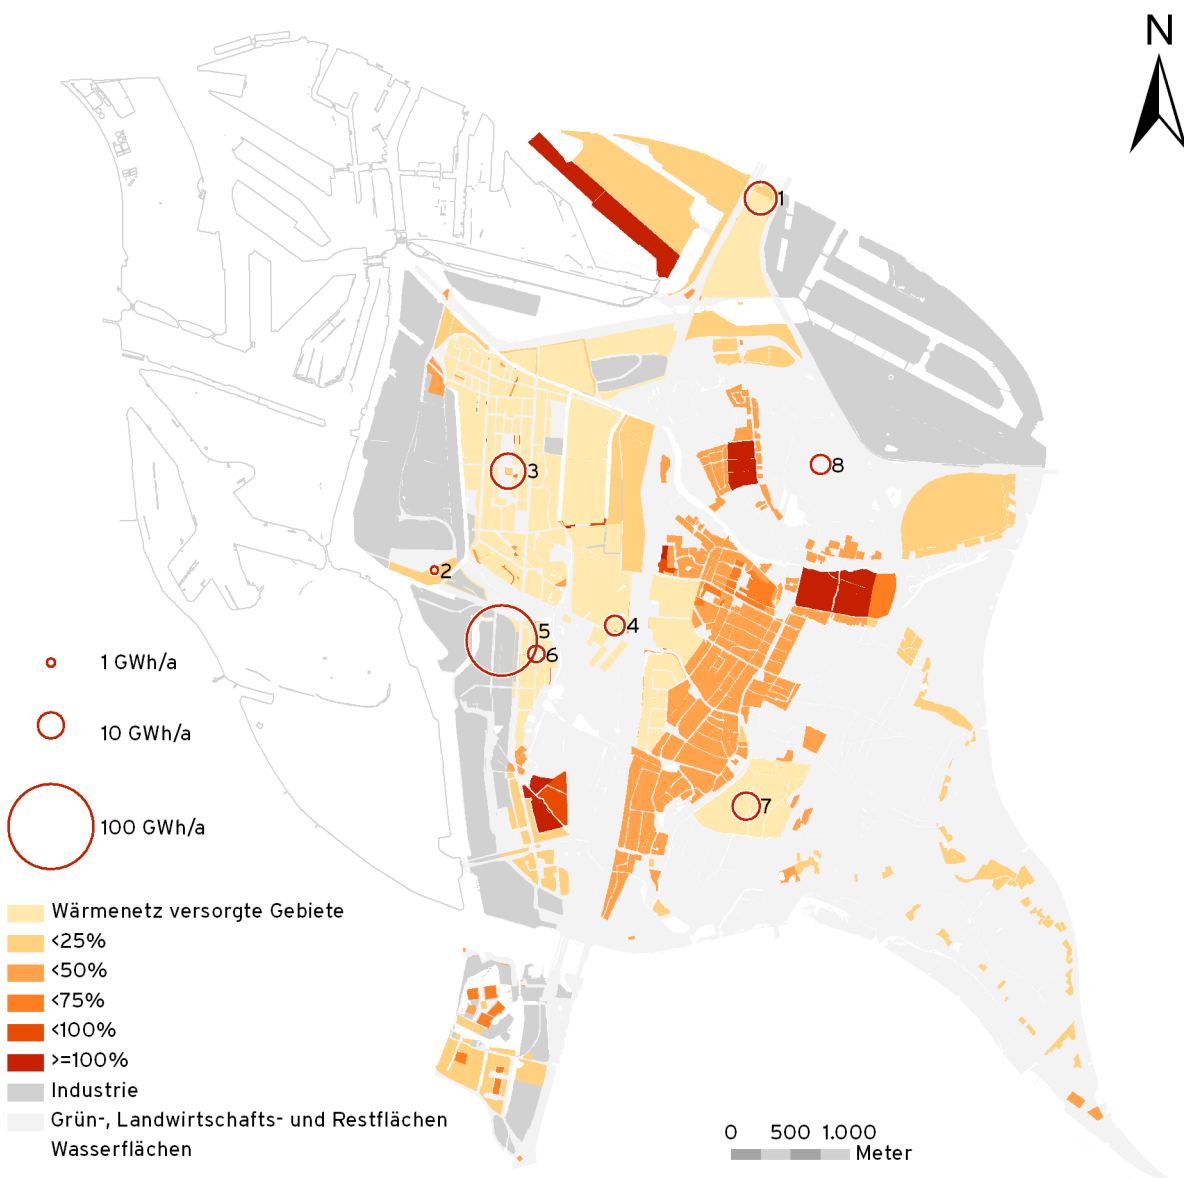 N
1
3
8
2
5
4
6
7
1 GWh/a
10 GWh/a
100 GWh/a
Wärmenetz versorgte Gebiete
<25%
<50%
<75%
<100%
>=100%
Industrie
Grün-, Landwirtschafts- und Restflächen
Wasserflächen
0 500 1.000
Meter